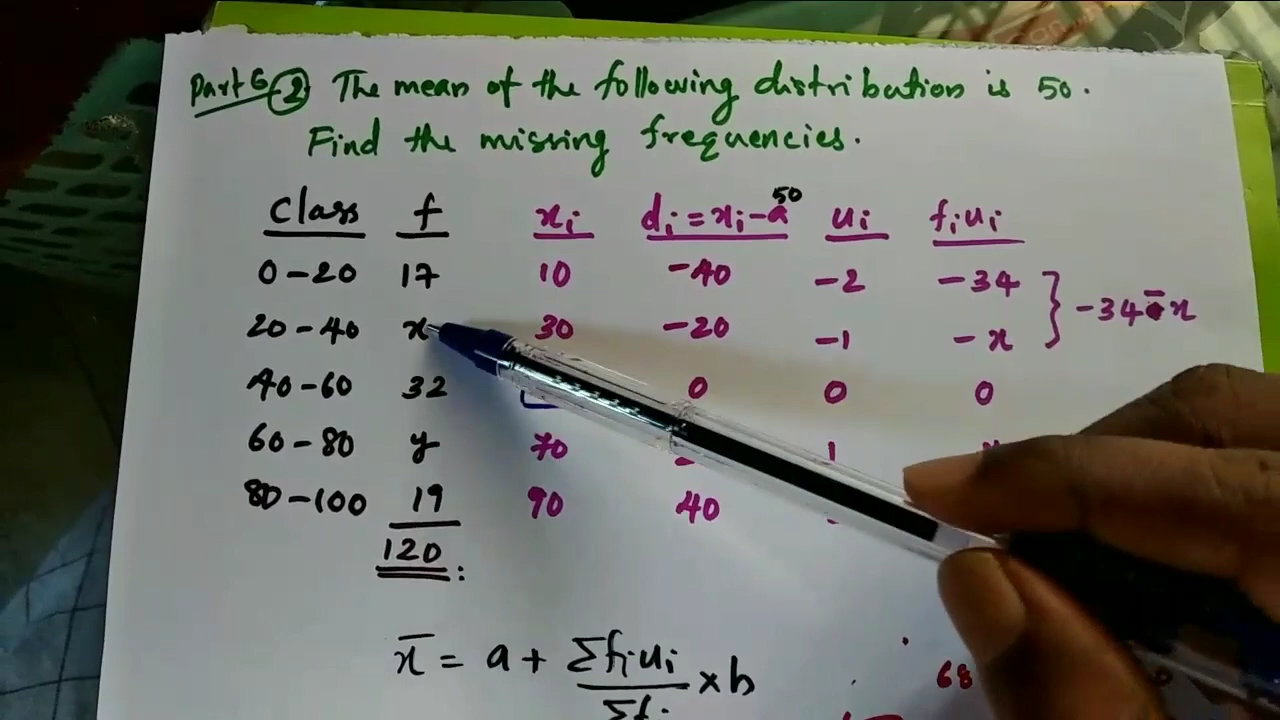 Part 6 2 The mean of the following distribution is 50.
Find the missing frequencies.
Class f xi di = xi - a 50 ui fiui
0-20 17 10 -40 -2 -34
20-40 x 30 -20 -1 -x } -34-x
40-60 32 0 0 0
60-80 y 70 1
80-100 19 90 40
120 :
x̄ = a + Σfiui × h
Σfi
68